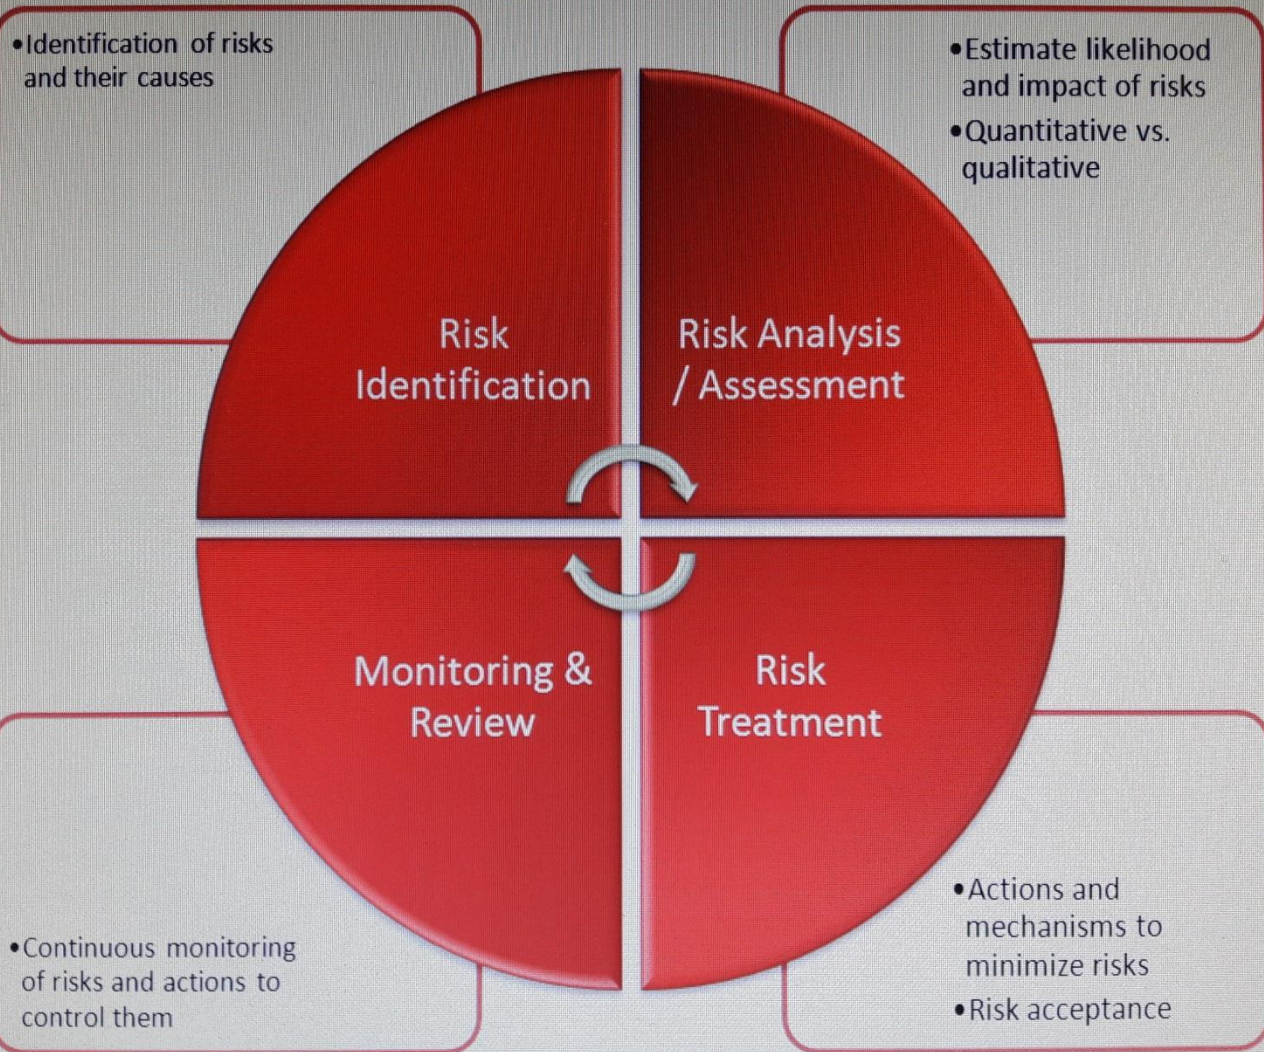 •Identification of risks
and their causes
•Estimate likelihood
and impact of risks
•Quantitative vs.
qualitative
Risk
Identification
Risk Analysis
/ Assessment
Monitoring &
Review
Risk
Treatment
•Continuous monitoring
of risks and actions to
control them
•Actions and
mechanisms to
minimize risks
•Risk acceptance